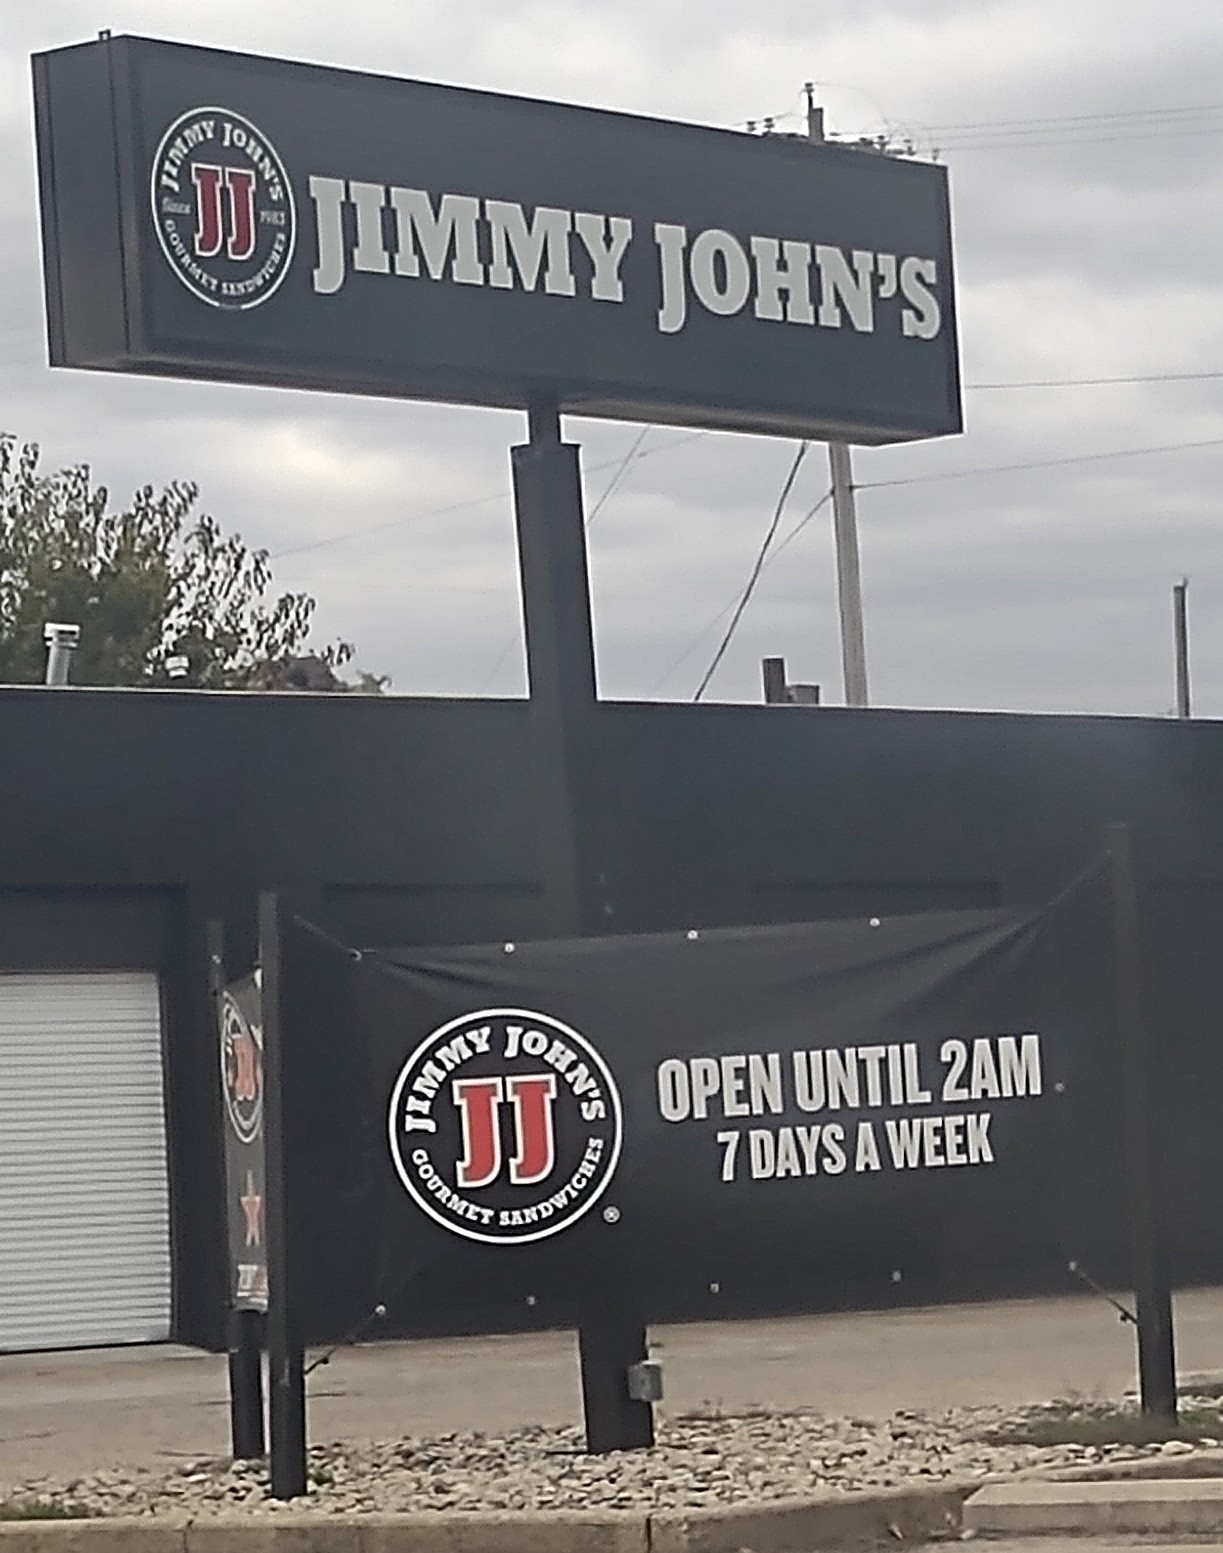 JIMMY JOHN'S
Since JJ 1983
GOURMET SANDWICHES
JIMMY JOHN'S
JIMMY JOHN'S
JJ
GOURMET SANDWICHES
®
OPEN UNTIL 2AM
7 DAYS A WEEK
JJ